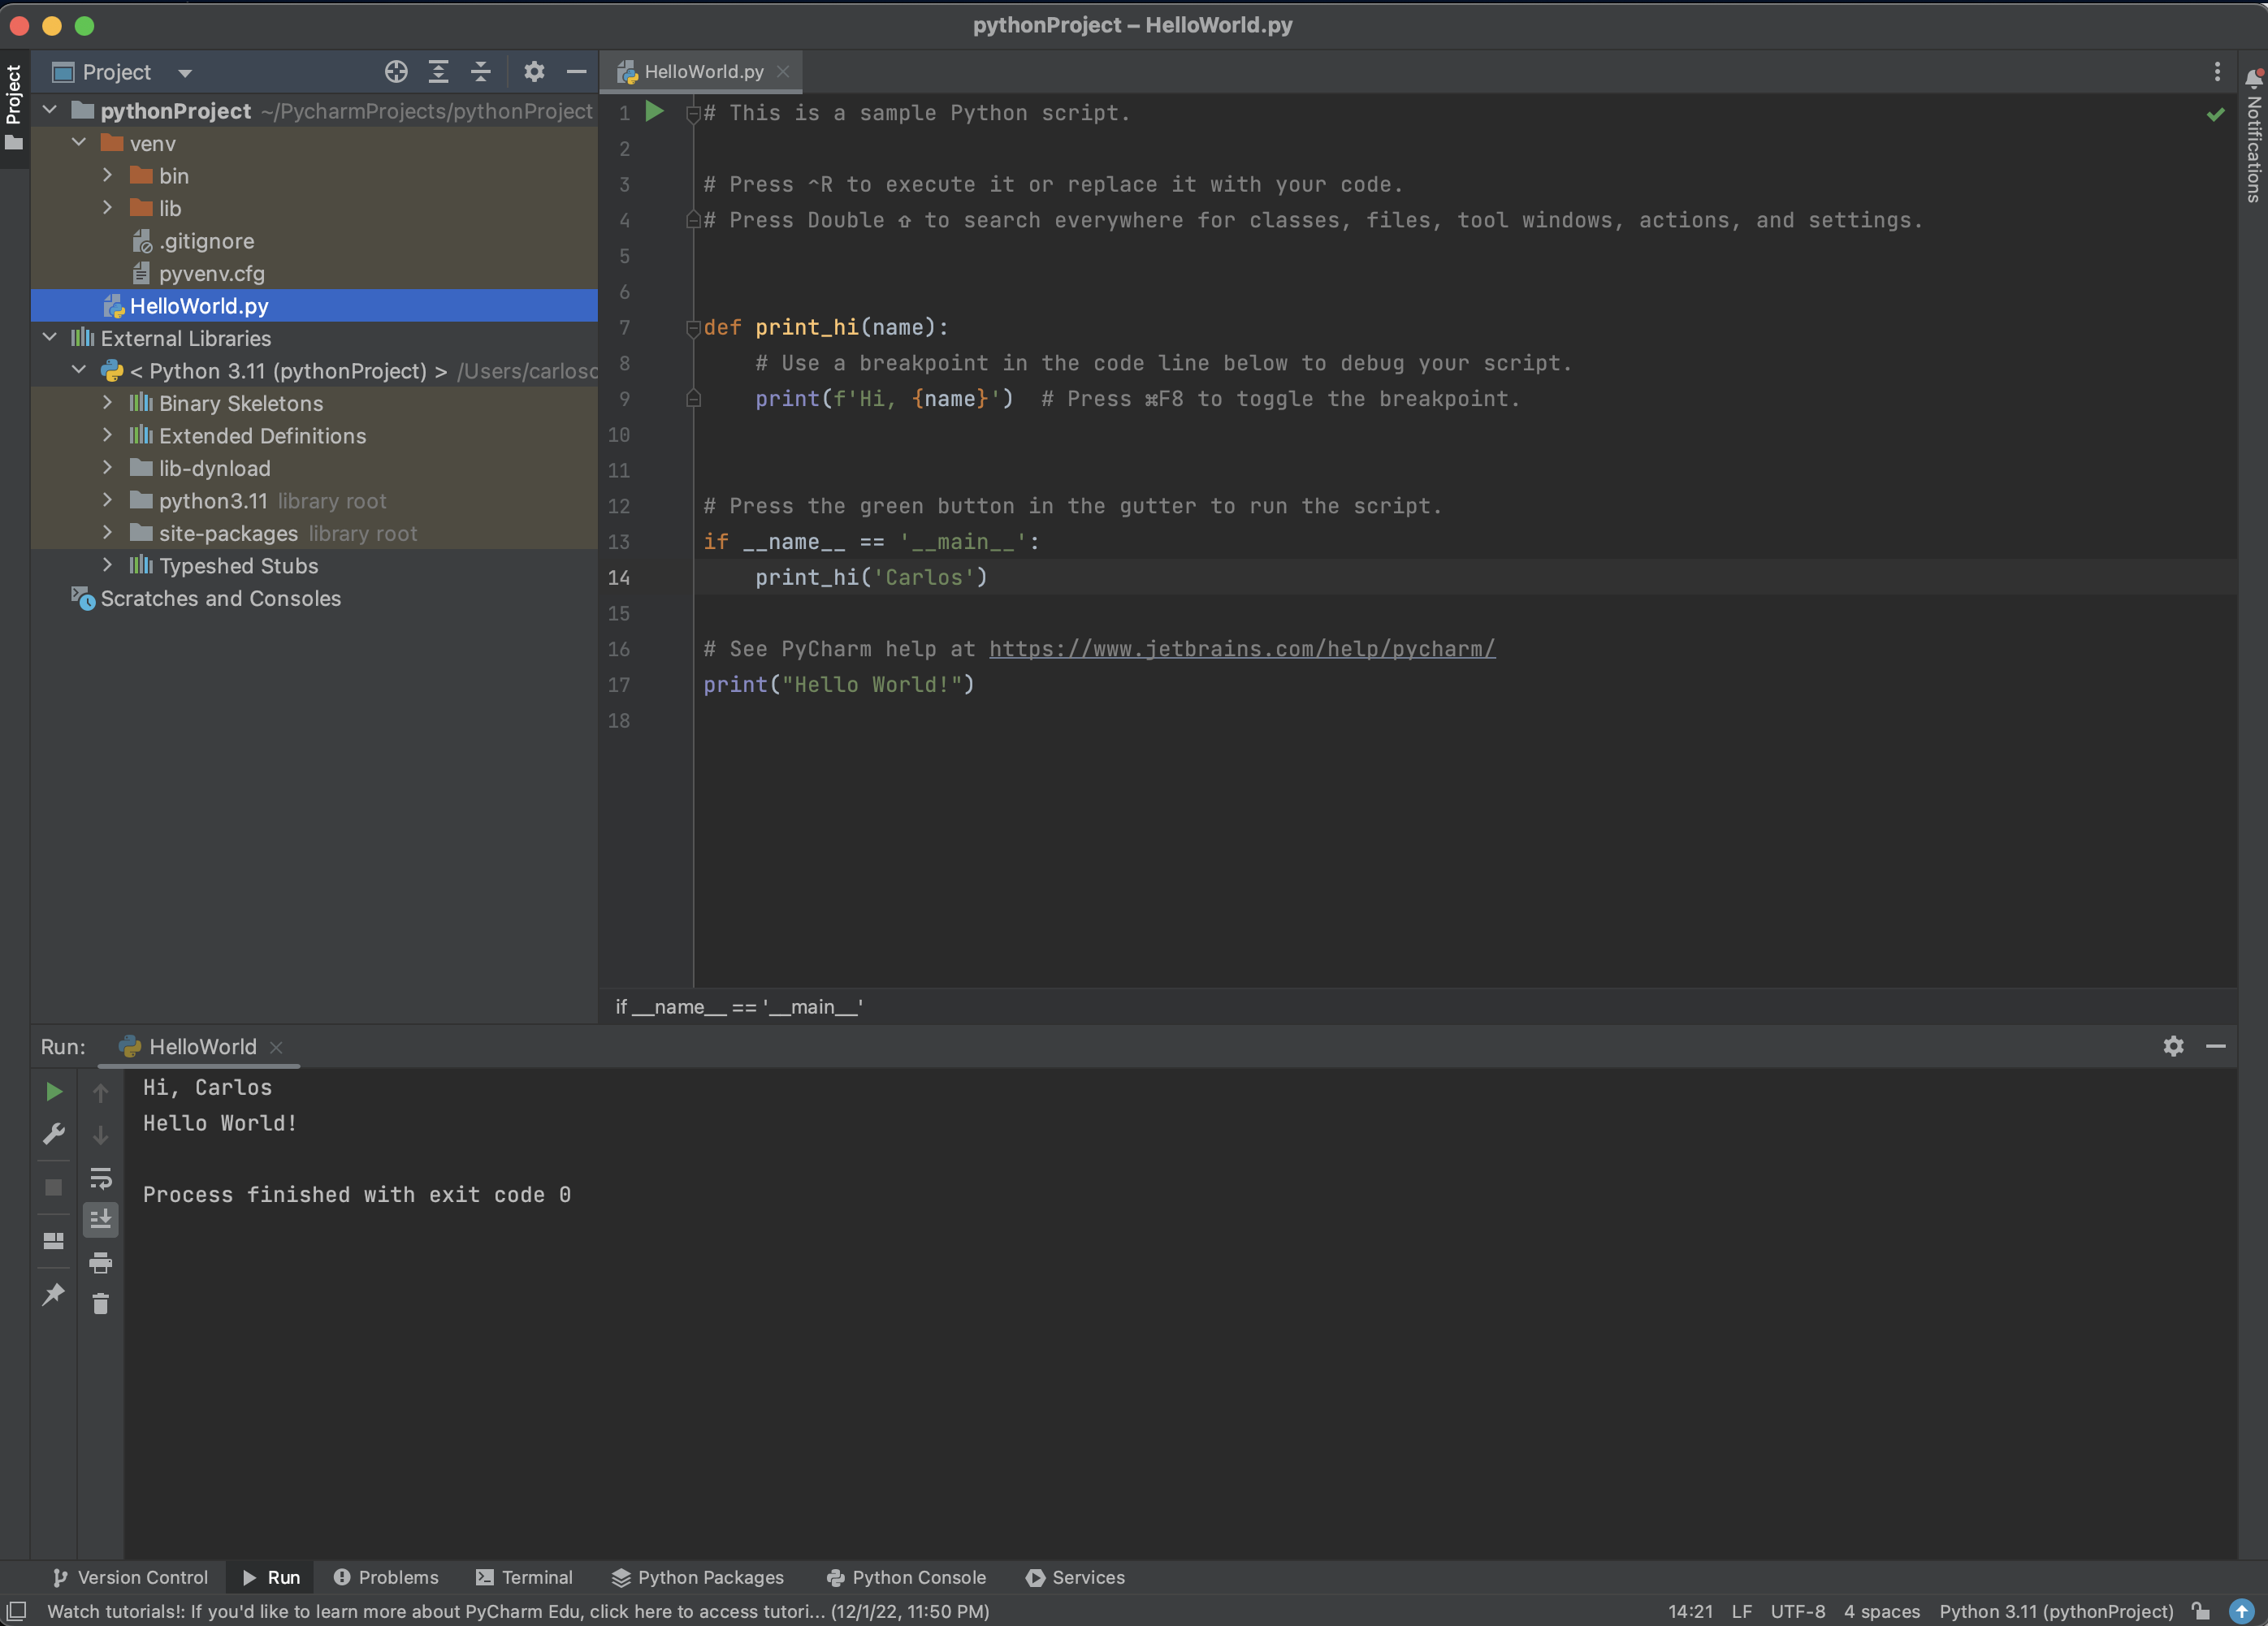 pythonProject – HelloWorld.py
Project
Project
pythonProject ~/PycharmProjects/pythonProject
venv
bin
lib
.gitignore
pyvenv.cfg
HelloWorld.py
External Libraries
< Python 3.11 (pythonProject) > /Users/carlosc
Binary Skeletons
Extended Definitions
lib-dynload
python3.11 library root
site-packages library root
Typeshed Stubs
Scratches and Consoles
HelloWorld.py
1 # This is a sample Python script.
2
3 # Press ^R to execute it or replace it with your code.
4 # Press Double ⇧ to search everywhere for classes, files, tool windows, actions, and settings.
5
6
7 def print_hi(name):
8     # Use a breakpoint in the code line below to debug your script.
9     print(f'Hi, {name}')  # Press ⌘F8 to toggle the breakpoint.
10
11
12 # Press the green button in the gutter to run the script.
13 if __name__ == '__main__':
14     print_hi('Carlos')
15
16 # See PyCharm help at https://www.jetbrains.com/help/pycharm/
17 print("Hello World!")
18
if __name__ == '__main__'
Notifications
Run: HelloWorld
Hi, Carlos
Hello World!
Process finished with exit code 0
Version Control Run Problems Terminal Python Packages Python Console Services
Watch tutorials!: If you'd like to learn more about PyCharm Edu, click here to access tutori... (12/1/22, 11:50 PM) 14:21 LF UTF-8 4 spaces Python 3.11 (pythonProject)